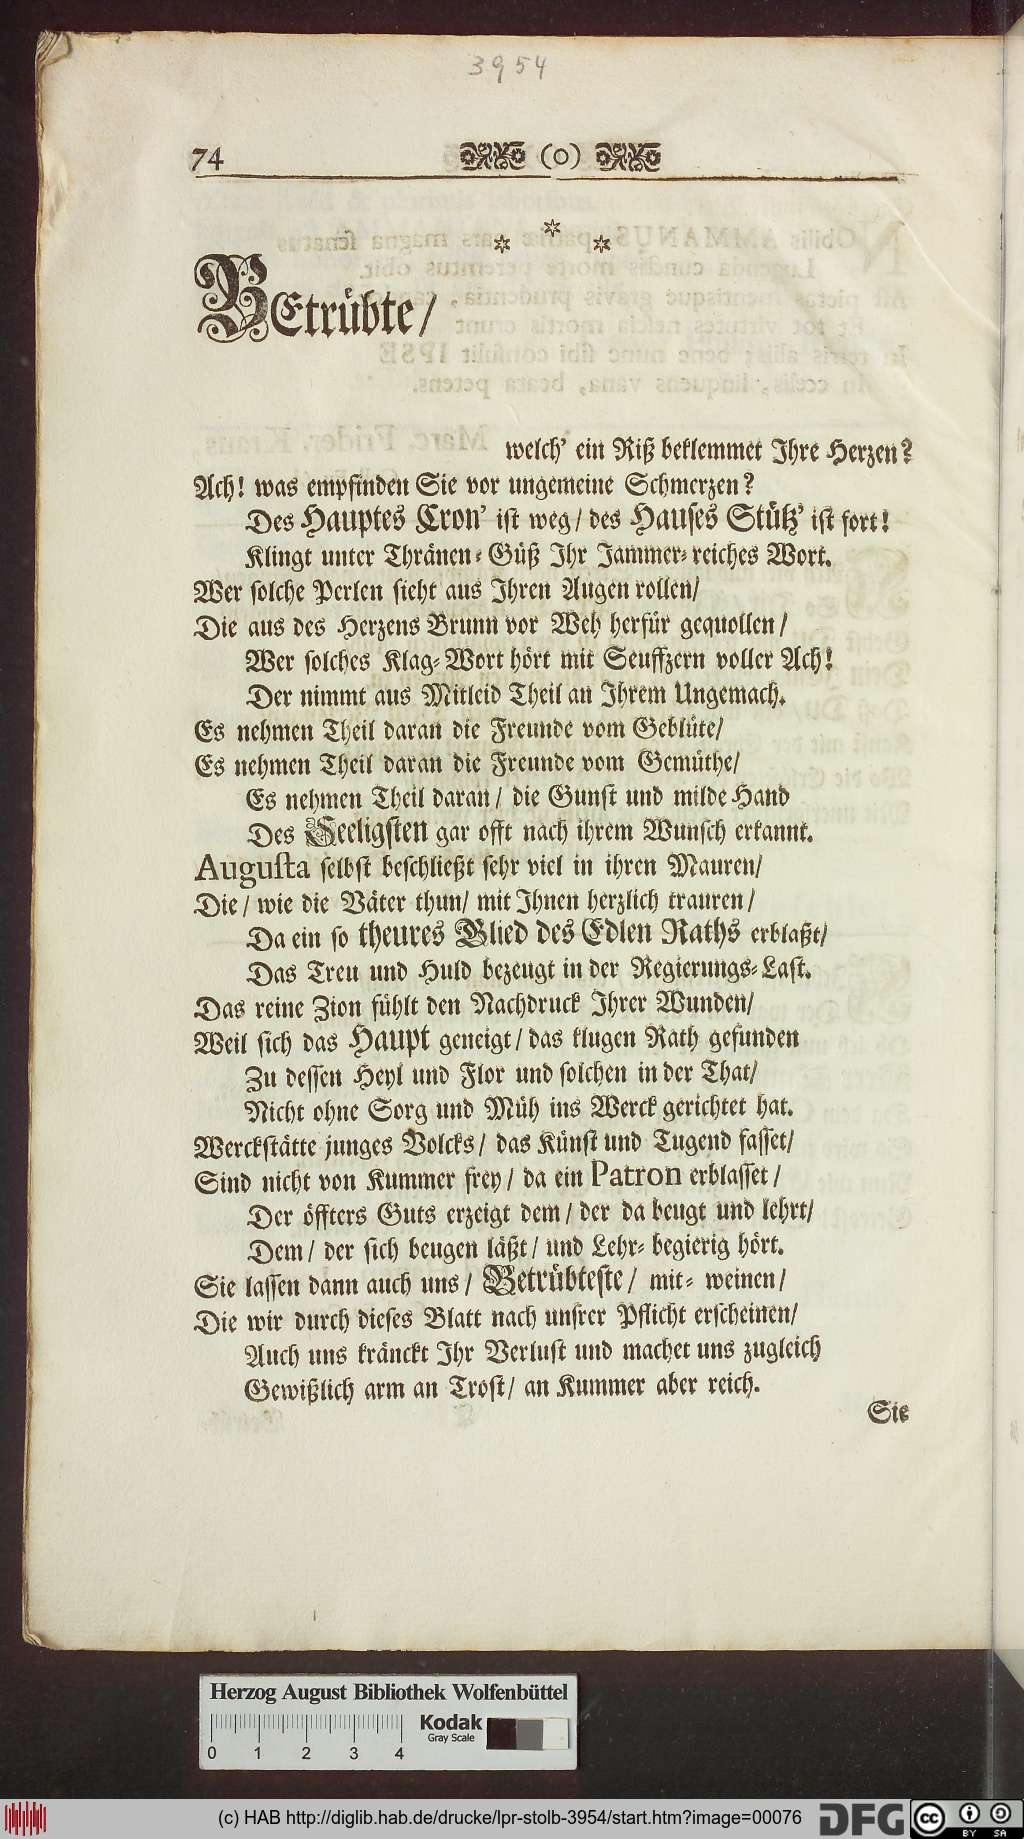 3954
74 (o)
BEtrübte/
welch' ein Riß beklemmet Ihre Herzen?
Ach! was empfinden Sie vor ungemeine Schmerzen?
Des Hauptes Cron' ist weg/ des Hauses Stütz' ist fort!
Klingt unter Thränen-Güß Ihr Jammer-reiches Wort.
Wer solche Perlen sieht aus Ihren Augen rollen/
Die aus des Herzens Brunn vor Weh herfür gequollen/
Wer solches Klag-Wort hört mit Seuffzern voller Ach!
Der nimmt aus Mitleid Theil an Ihrem Ungemach.
Es nehmen Theil daran die Freunde vom Geblüte/
Es nehmen Theil daran die Freunde vom Gemüthe/
Es nehmen Theil daran/ die Gunst und milde Hand
Des Seeligsten gar offt nach ihrem Wunsch erkannt.
Augusta selbst beschließt sehr viel in ihren Mauren/
Die/ wie die Väter thun/ mit Ihnen herzlich trauren/
Da ein so theures Glied des Edlen Raths erblaßt/
Das Treu und Huld bezeugt in der Regierungs-Last.
Das reine Zion fühlt den Nachdruck Ihrer Wunden/
Weil sich das Haupt geneigt/ das klugen Rath gefunden
Zu dessen Heyl und Flor und solchen in der That/
Nicht ohne Sorg und Müh ins Werck gerichtet hat.
Werckstätte junges Volcks/ das Künst und Tugend fasset/
Sind nicht von Kummer frey/ da ein Patron erblasset/
Der öffters Guts erzeigt dem/ der da beugt und lehrt/
Dem/ der sich beugen läßt/ und Lehr-begierig hört.
Sie lassen dann auch uns/ Betrübteste/ mit-weinen/
Die wir durch dieses Blatt nach unsrer Pflicht erscheinen/
Auch uns kränckt Ihr Verlust und machet uns zugleich
Gewißlich arm an Trost/ an Kummer aber reich.
Sie
Herzog August Bibliothek Wolfenbüttel
Kodak
Gray Scale
0 1 2 3 4
(c) HAB http://diglib.hab.de/drucke/lpr-stolb-3954/start.htm?image=00076
DFG cc BY SA